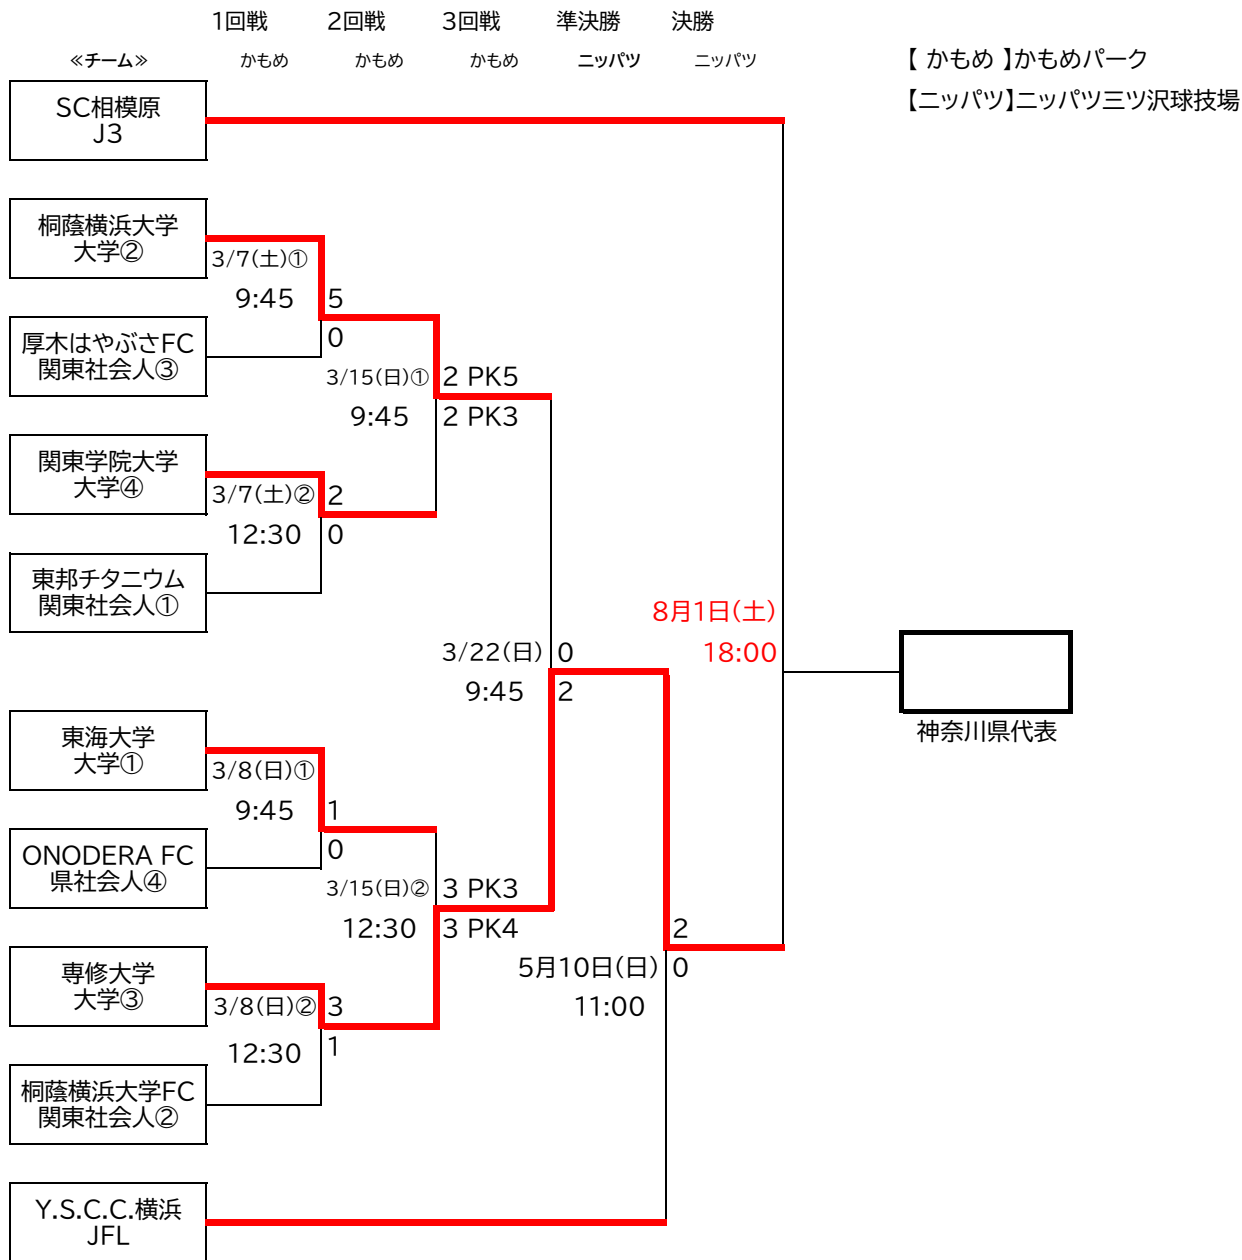 1回戦 2回戦 3回戦 準決勝 決勝
≪チーム≫ かもめ かもめ かもめ ニッパツ ニッパツ
【 かもめ 】かもめパーク
【ニッパツ】ニッパツ三ツ沢球技場
SC相模原
J3
桐蔭横浜大学
大学②
3/7(土)①
9:45
5
0
厚木はやぶさFC
関東社会人③
3/15(日)①
9:45
2 PK5
2 PK3
関東学院大学
大学④
3/7(土)②
12:30
2
0
東邦チタニウム
関東社会人①
8月1日(土)
18:00
3/22(日)
9:45
0
2
神奈川県代表
東海大学
大学①
3/8(日)①
9:45
1
0
ONODERA FC
県社会人④
3/15(日)②
12:30
3 PK3
3 PK4
2
0
5月10日(日)
11:00
専修大学
大学③
3/8(日)②
12:30
3
1
桐蔭横浜大学FC
関東社会人②
Y.S.C.C.横浜
JFL